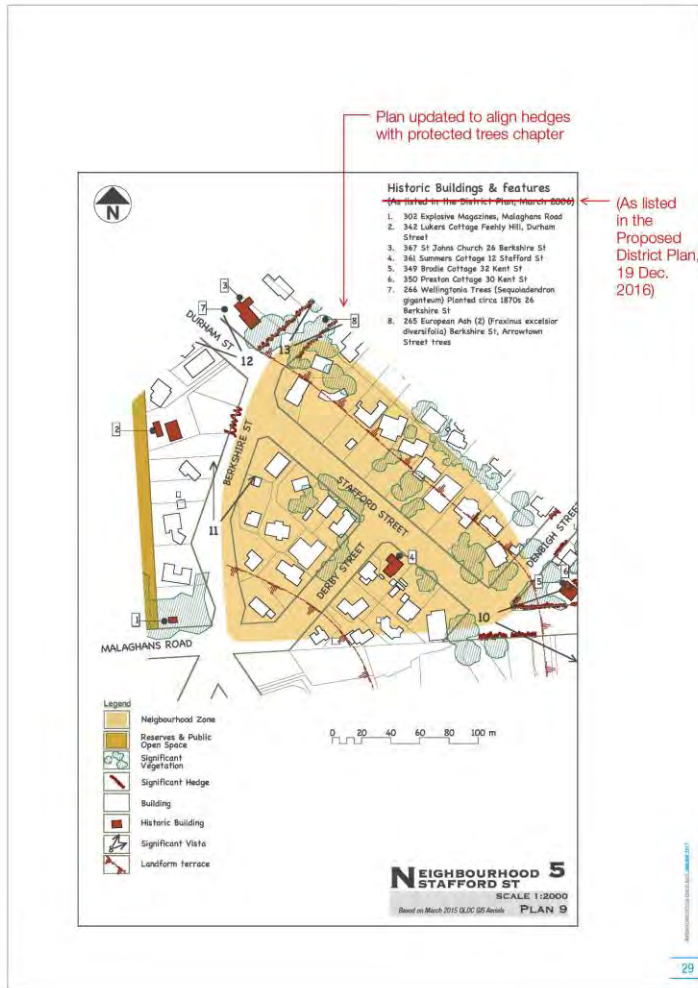 Plan updated to align hedges
with protected trees chapter
Historic Buildings & features
(As listed in the District Plan, March 2006)
(As listed
in the
Proposed
District Plan,
19 Dec.
2016)
1. 302 Explosive Magazines, Malaghans Road
2. 342 Lukers Cottage Feehly Hill, Durham
Street
3. 367 St Johns Church 26 Berkshire St
4. 361 Summers Cottage 12 Stafford St
5. 349 Brodie Cottage 32 Kent St
6. 350 Preston Cottage 30 Kent St
7. 266 Wellingtonia Trees (Sequoiadendron
giganteum) Planted circa 1870s 26
Berkshire St
8. 265 European Ash (2) (Fraxinus excelsior
diversifolia) Berkshire St, Arrowtown
Street trees
N
3
7
8
DURHAM ST
13
12
2
BERKSHIRE ST
STAFFORD STREET
11
DERBY STREET
DENBIGH STREET
4
5
6
10
1
MALAGHANS ROAD
Legend
Neigbourhood Zone
Reserves & Public
Open Space
Significant
Vegetation
Significant Hedge
Building
Historic Building
Significant Vista
Landform terrace
0 20 40 60 80 100 m
NEIGHBOURHOOD 5
STAFFORD ST
SCALE 1:2000
Based on March 2015 QLDC GIS Aerials PLAN 9
29